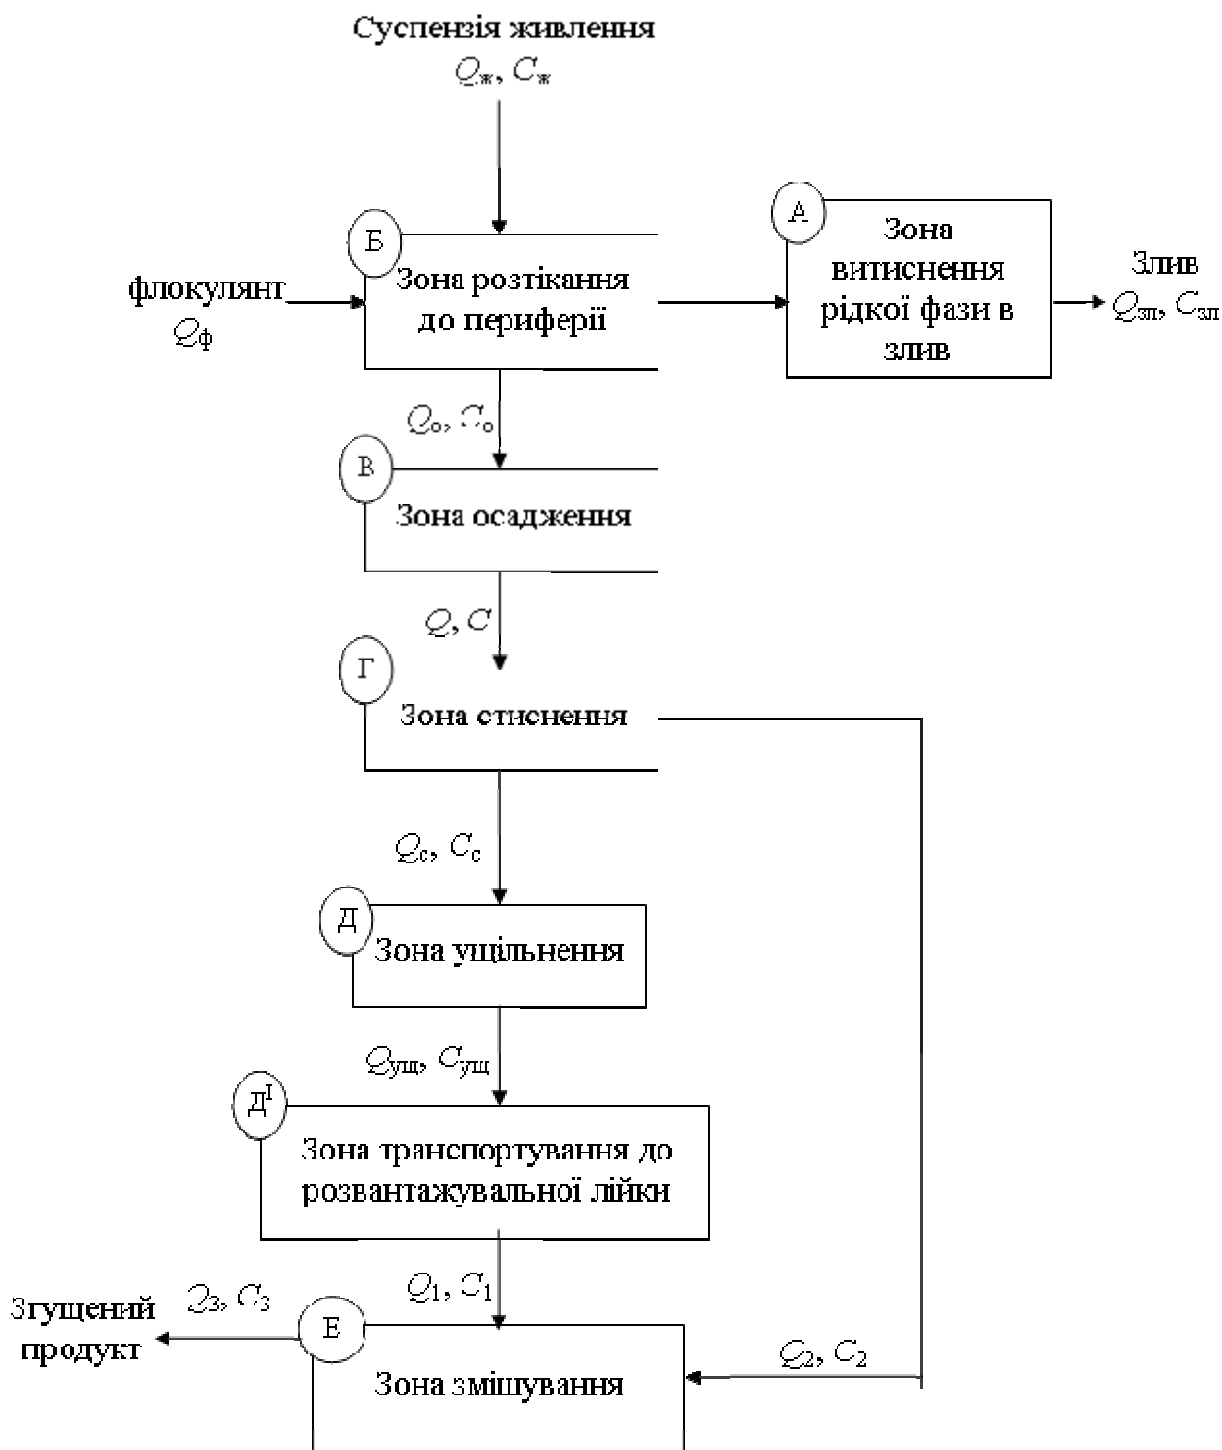 Суспензія живлення
Qж, Cж
Б
А
Зона
витиснення
рідкої фази в
злив
Злив
Qзл, Cзл
флокулянт
Qф
Зона розтікання
до периферії
Qо, Cо
В
Зона осадження
Q, C
Г
Зона стиснення
Qс, Cс
Д
Зона ущільнення
Qущ, Cущ
ДІ
Зона транспортування до
розвантажувальної лійки
Q1, C1
Згущений
продукт
Q3, C3
Е
Зона змішування
Q2, C2